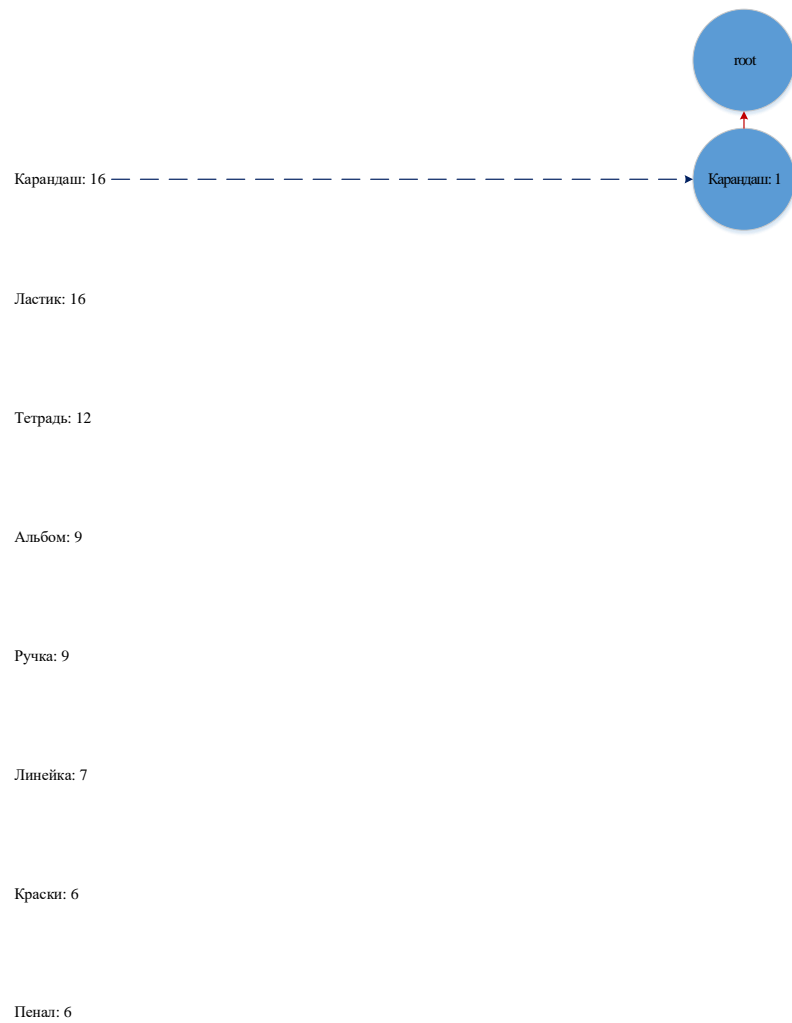 root
Карандаш: 16
Карандаш: 1
Ластик: 16
Тетрадь: 12
Альбом: 9
Ручка: 9
Линейка: 7
Краски: 6
Пенал: 6